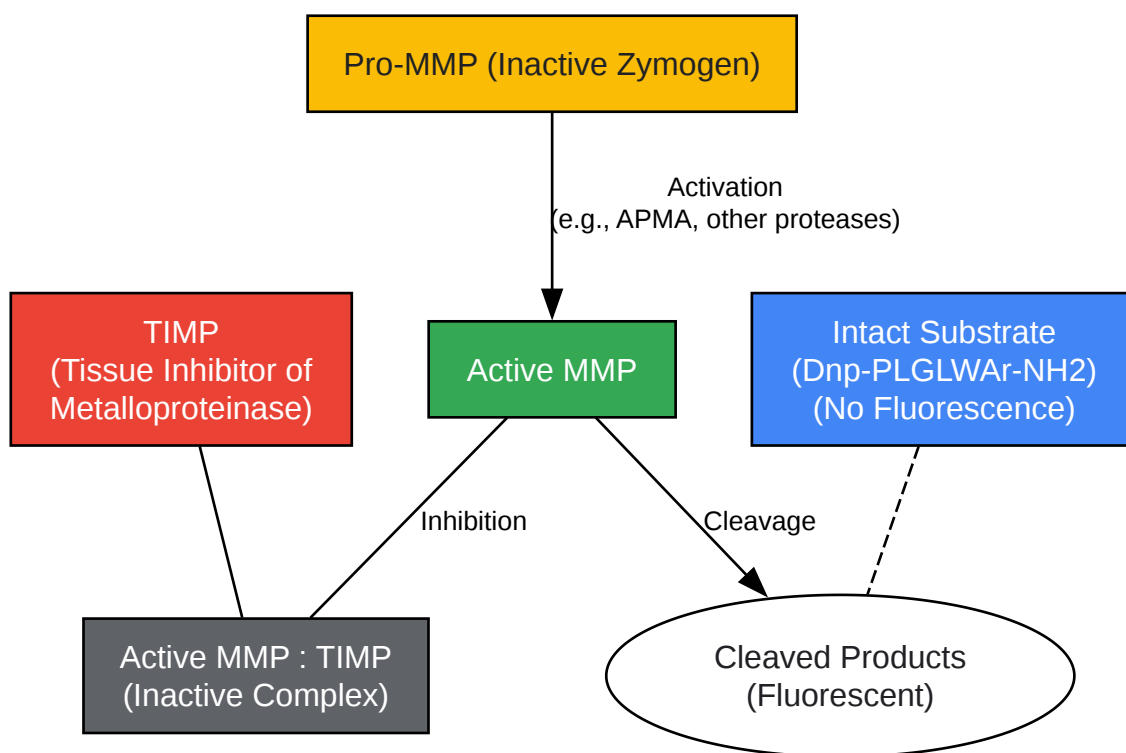 Pro-MMP (Inactive Zymogen)
Activation
(e.g., APMA, other proteases)
TIMP
(Tissue Inhibitor of
Metalloproteinase)
Active MMP
Intact Substrate
(Dnp-PLGLWAr-NH2)
(No Fluorescence)
Inhibition
Cleavage
Active MMP : TIMP
(Inactive Complex)
Cleaved Products
(Fluorescent)